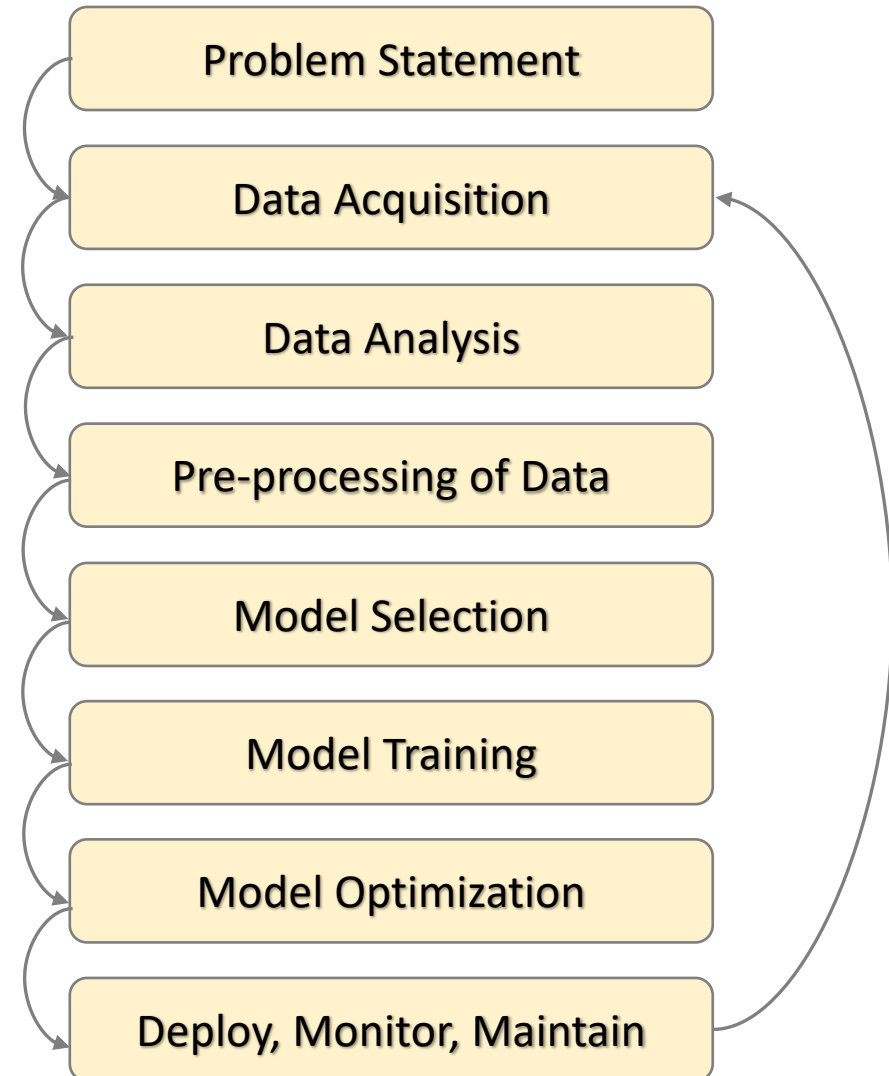 Problem Statement
Data Acquisition
Data Analysis
Pre-processing of Data
Model Selection
Model Training
Model Optimization
Deploy, Monitor, Maintain